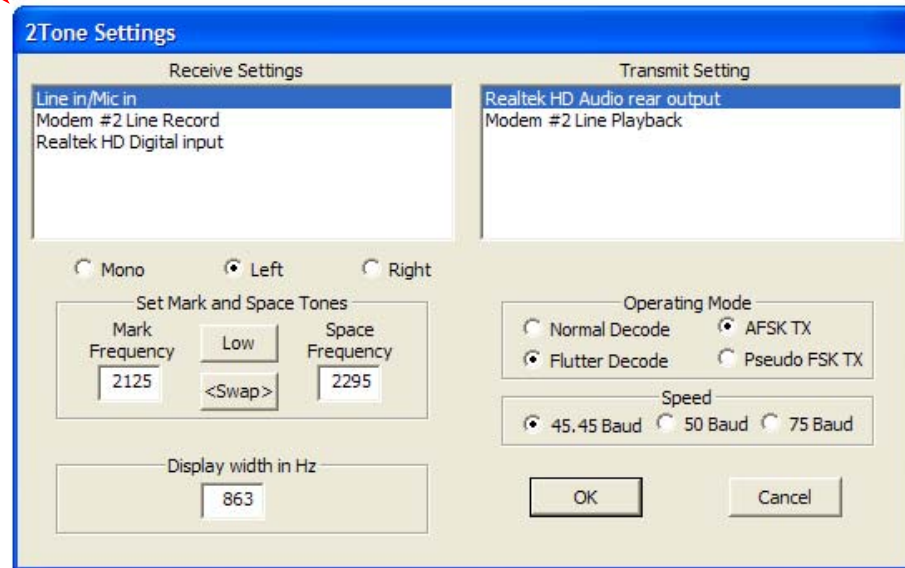 2Tone Settings
Receive Settings
Line in/Mic in
Modem #2 Line Record
Realtek HD Digital input
Transmit Setting
Realtek HD Audio rear output
Modem #2 Line Playback
Mono
Left
Right
Set Mark and Space Tones
Mark
Frequency
2125
Low
<Swap>
Space
Frequency
2295
Display width in Hz
863
Operating Mode
Normal Decode
AFSK TX
Flutter Decode
Pseudo FSK TX
Speed
45.45 Baud
50 Baud
75 Baud
OK
Cancel